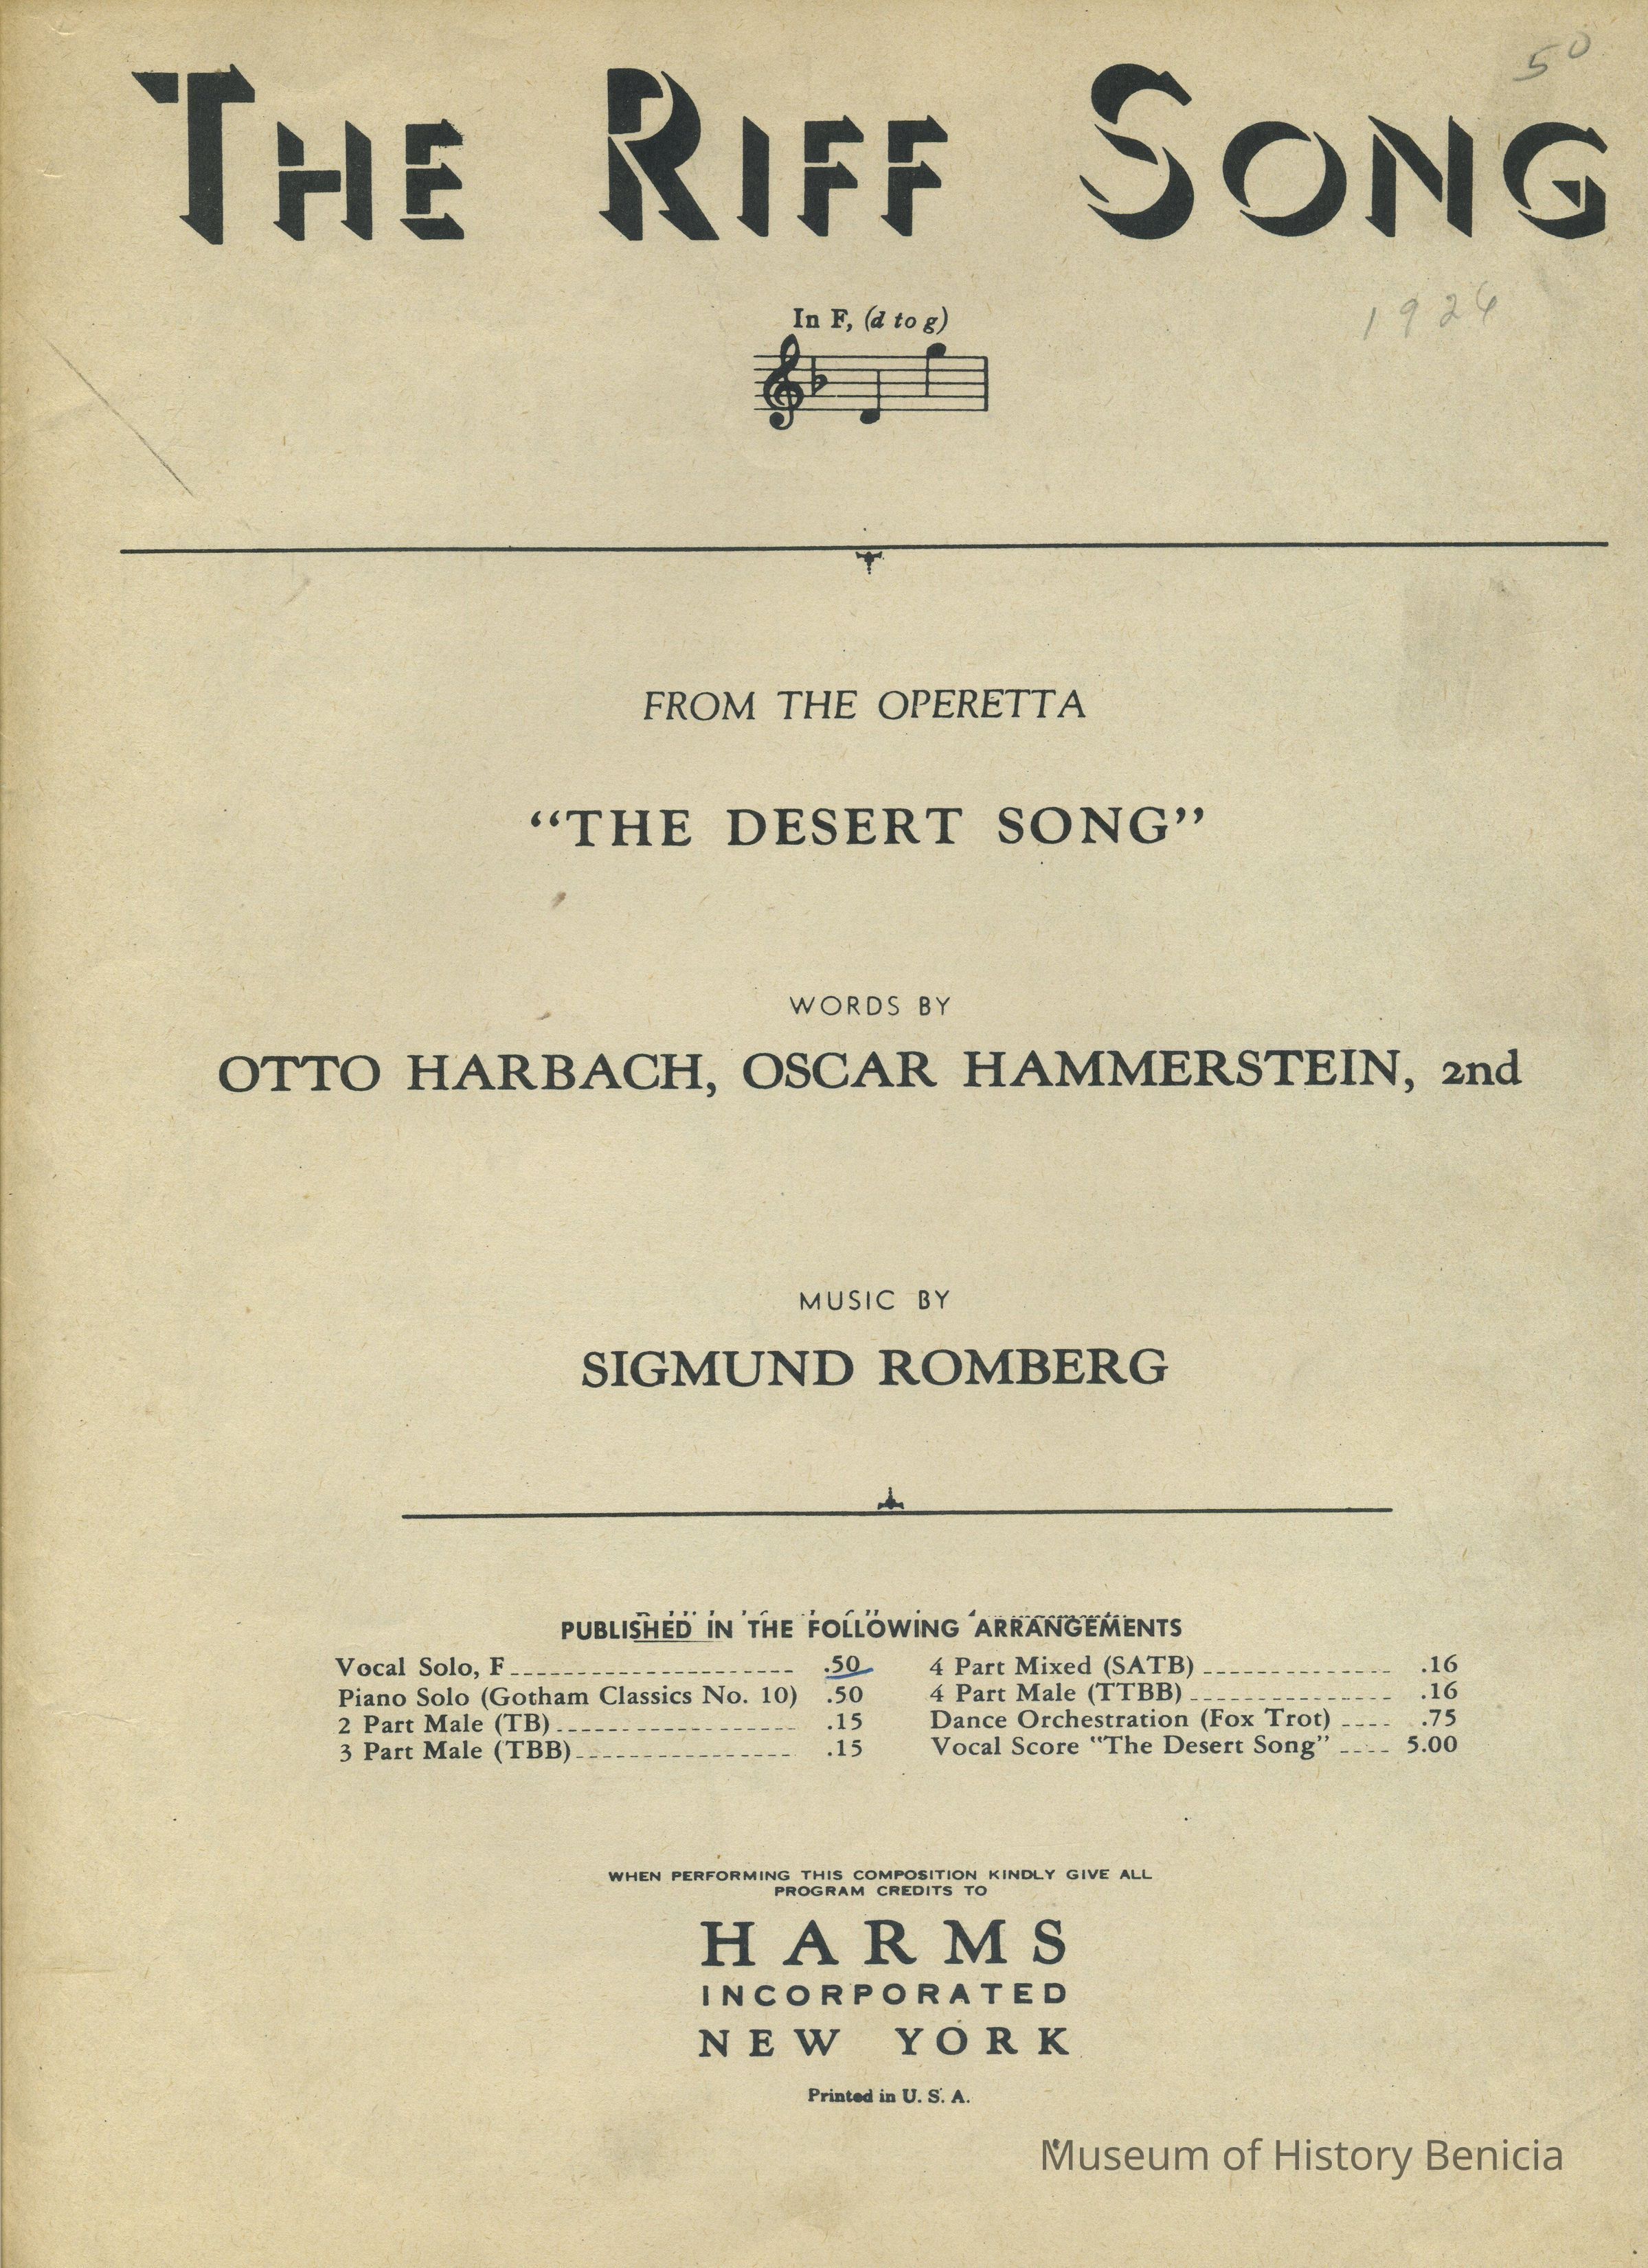 50
THE RIFF SONG
1926
In F, (d to g)
FROM THE OPERETTA
“THE DESERT SONG”
WORDS BY
OTTO HARBACH, OSCAR HAMMERSTEIN, 2nd
MUSIC BY
SIGMUND ROMBERG
PUBLISHED IN THE FOLLOWING ARRANGEMENTS
Vocal Solo, F .50
Piano Solo (Gotham Classics No. 10) .50
2 Part Male (TB) .15
3 Part Male (TBB) .15
4 Part Mixed (SATB) .16
4 Part Male (TTBB) .16
Dance Orchestration (Fox Trot) .75
Vocal Score “The Desert Song” 5.00
WHEN PERFORMING THIS COMPOSITION KINDLY GIVE ALL
PROGRAM CREDITS TO
HARMS
INCORPORATED
NEW YORK
Printed in U. S. A.
Museum of History Benicia